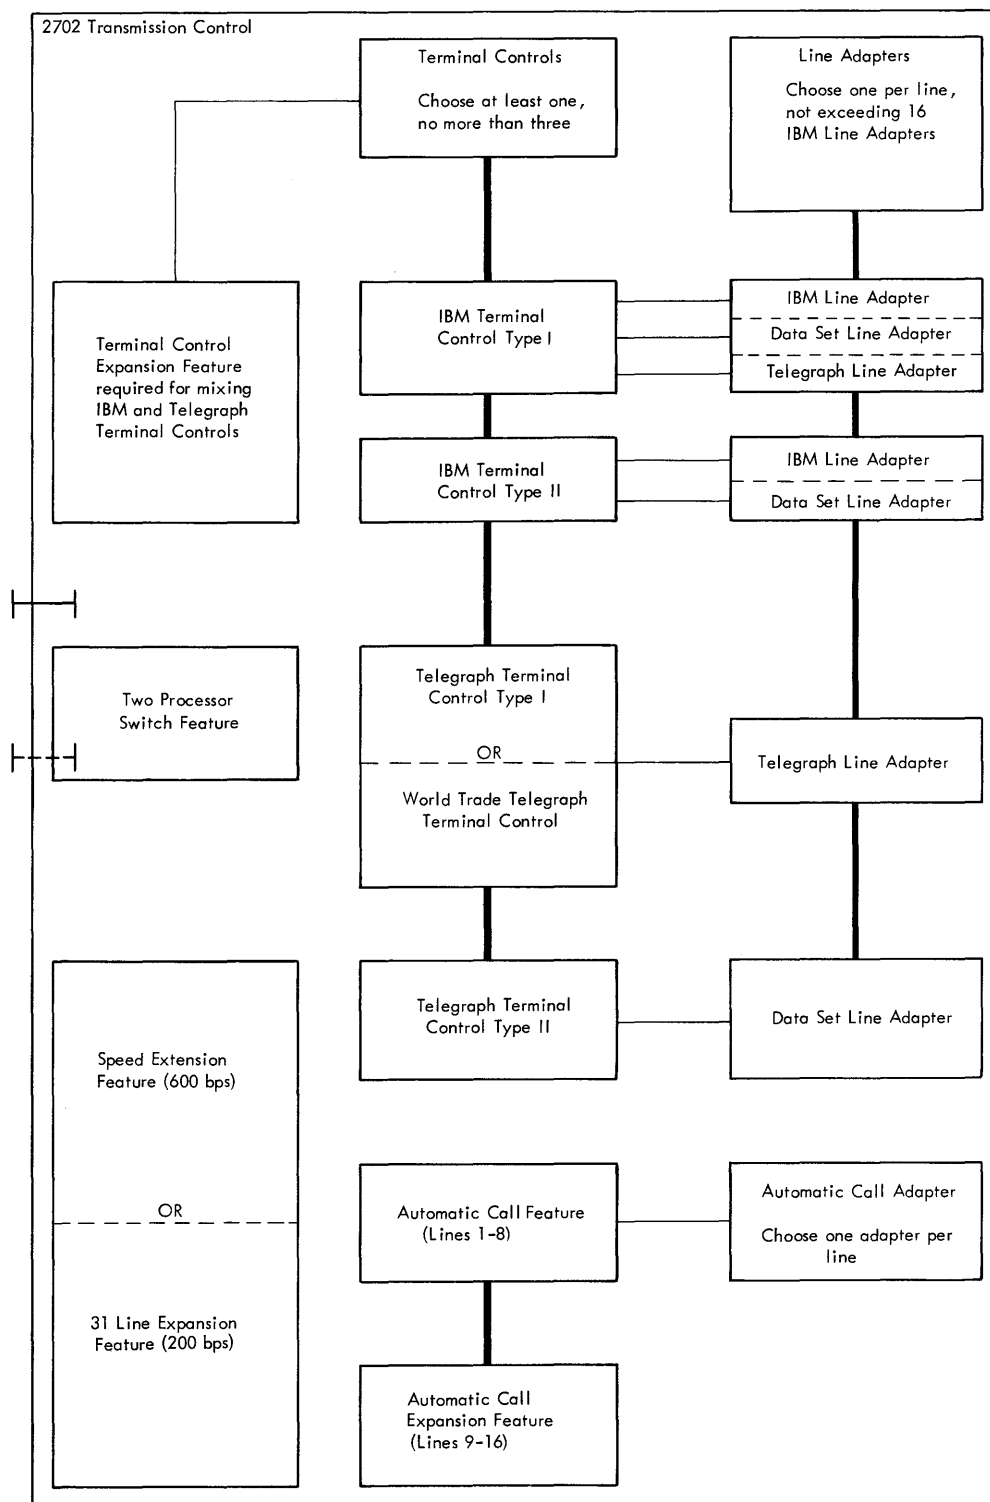 2702 Transmission Control
Terminal Controls
Choose at least one,
no more than three
Line Adapters
Choose one per line,
not exceeding 16
IBM Line Adapters
Terminal Control
Expansion Feature
required for mixing
IBM and Telegraph
Terminal Controls
IBM Terminal
Control Type I
IBM Line Adapter
Data Set Line Adapter
Telegraph Line Adapter
IBM Terminal
Control Type II
IBM Line Adapter
Data Set Line Adapter
Two Processor
Switch Feature
Telegraph Terminal
Control Type I
OR
World Trade Telegraph
Terminal Control
Telegraph Line Adapter
Speed Extension
Feature (600 bps)
OR
31 Line Expansion
Feature (200 bps)
Telegraph Terminal
Control Type II
Data Set Line Adapter
Automatic Call Feature
(Lines 1-8)
Automatic Call Adapter
Choose one adapter per
line
Automatic Call
Expansion Feature
(Lines 9-16)